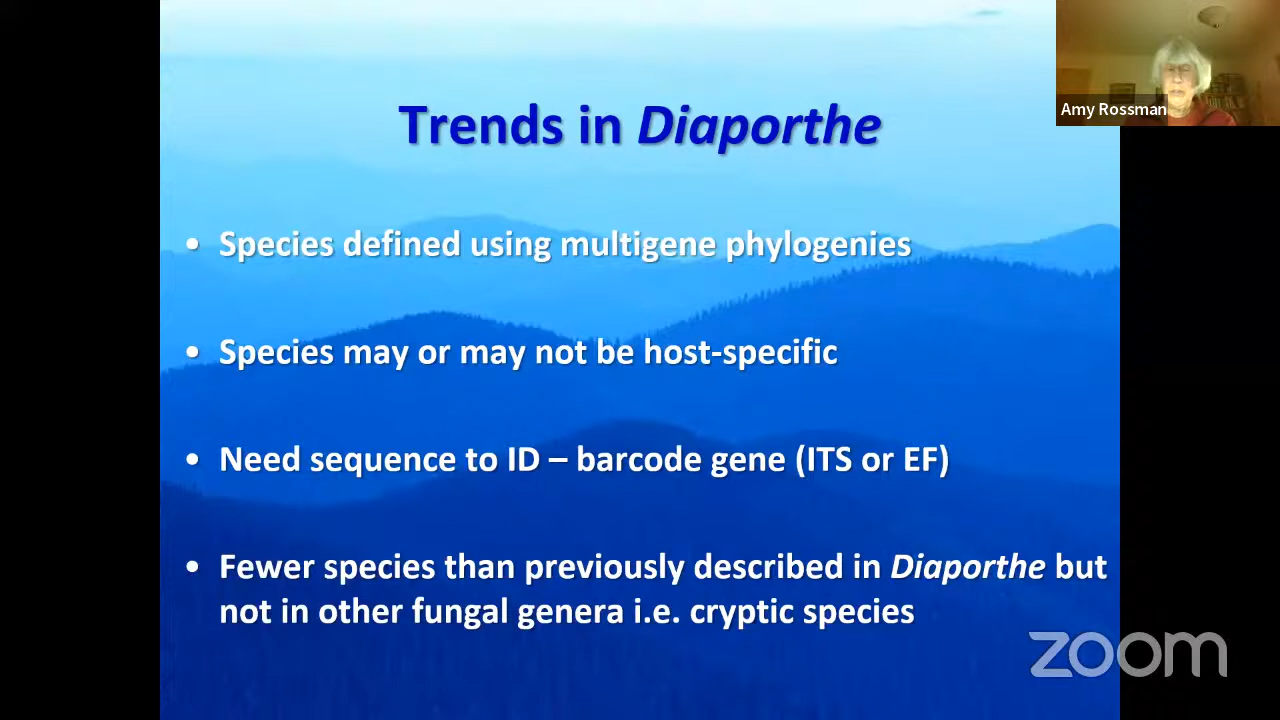 Trends in Diaporthe
Amy Rossman
• Species defined using multigene phylogenies
• Species may or may not be host-specific
• Need sequence to ID – barcode gene (ITS or EF)
• Fewer species than previously described in Diaporthe but
not in other fungal genera i.e. cryptic species
zoom